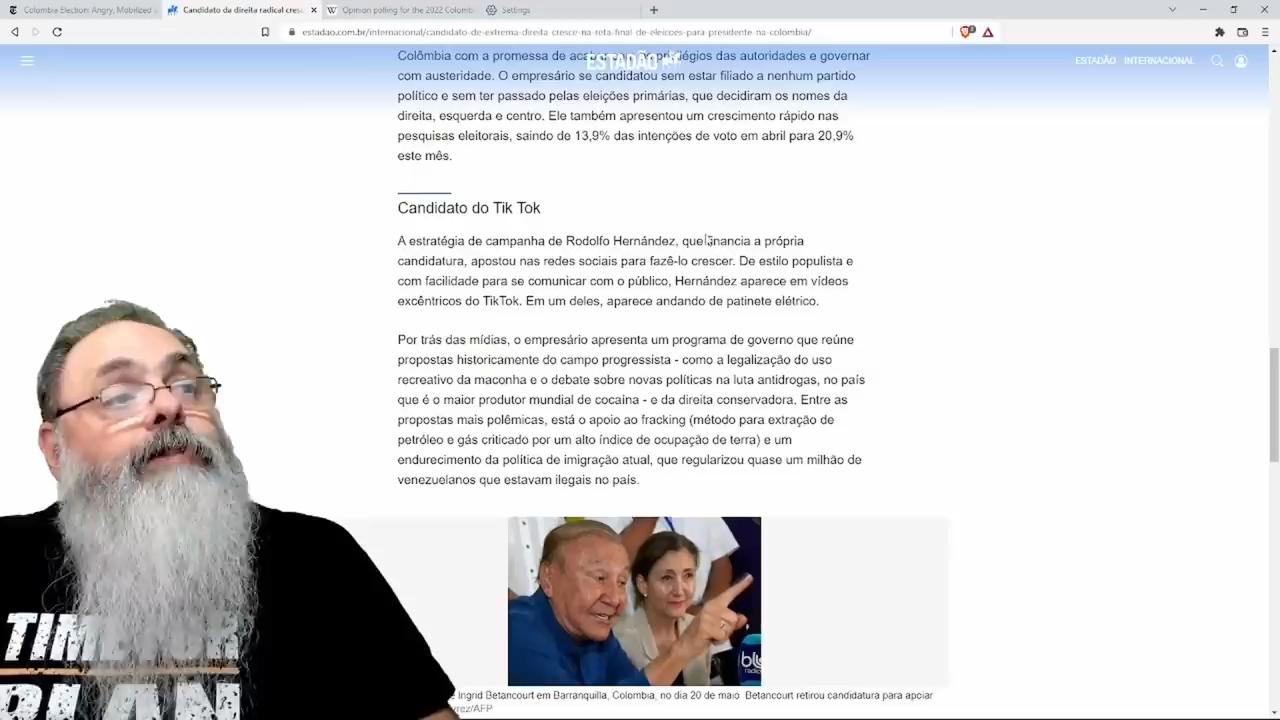 Colombia Election: Angry, Mobilized
Candidato da direita radical cresc
Opinion polling for the 2022 Colomb
Settings
estadao.com.br/internacional/candidato-de-extrema-direita-cresce-na-reta-final-de-eleicoes-para-presidente-na-colombia/
ESTADÃO
ESTADÃO INTERNACIONAL
Colômbia com a promessa de das autoridades e governar
com austeridade. O empresário se candidatou sem estar filiado a nenhum partido
político e sem ter passado pelas eleições primárias, que decidiram os nomes da
direita, esquerda e centro. Ele também apresentou um crescimento rápido nas
pesquisas eleitorais, saindo de 13,9% das intenções de voto em abril para 20,9%
este mês.
Candidato do Tik Tok
A estratégia de campanha de Rodolfo Hernández, que financia a própria
candidatura, apostou nas redes sociais para fazê-lo crescer. De estilo populista e
com facilidade para se comunicar com o público, Hernández aparece em vídeos
excêntricos do TikTok. Em um deles, aparece andando de patinete elétrico.
Por trás das mídias, o empresário apresenta um programa de governo que reúne
propostas historicamente do campo progressista - como a legalização do uso
recreativo da maconha e o debate sobre novas políticas na luta antidrogas, no país
que é o maior produtor mundial de cocaína - e da direita conservadora. Entre as
propostas mais polêmicas, está o apoio ao fracking (método para extração de
petróleo e gás criticado por um alto índice de ocupação de terra) e um
endurecimento da política de imigração atual, que regularizou quase um milhão de
venezuelanos que estavam ilegais no país.
blu
radio
Ingrid Betancourt em Barranquilla, Colombia, no dia 20 de maio. Betancourt retirou candidatura para apoiar
/AFP